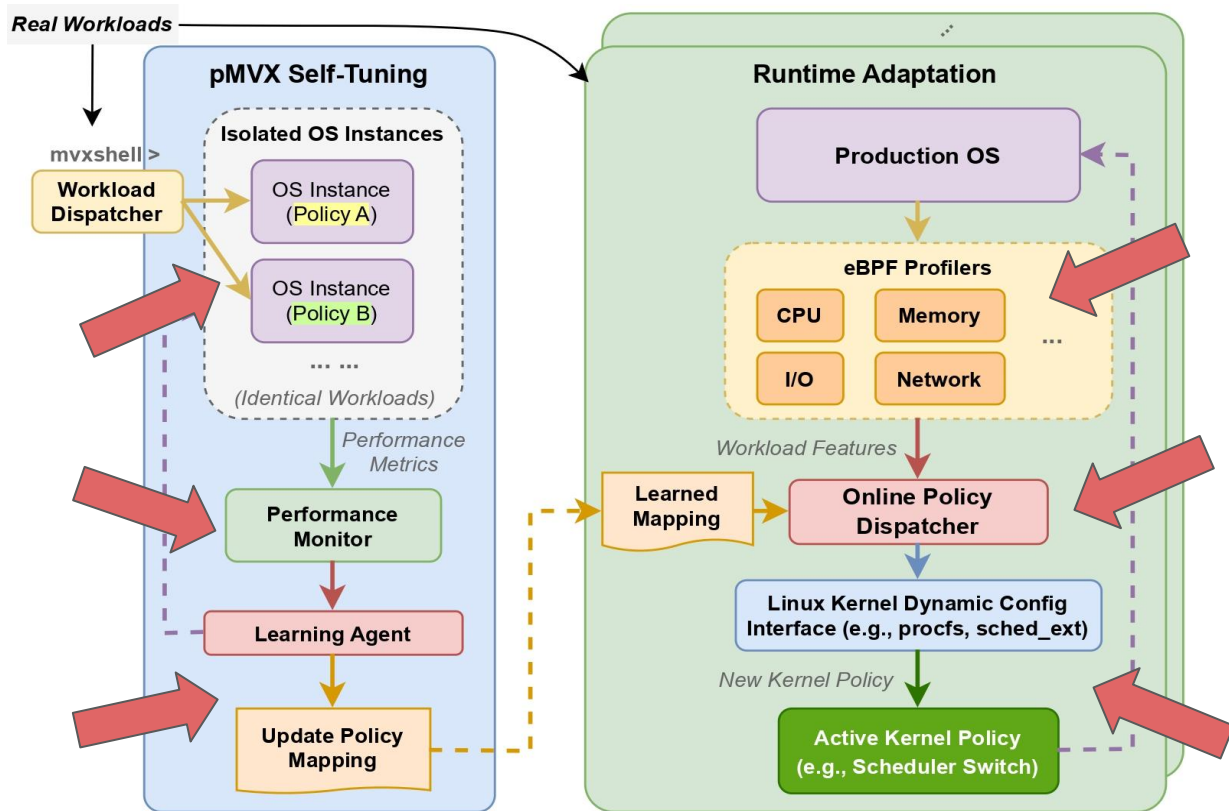 Real Workloads
pMVX Self-Tuning
Isolated OS Instances
mvxshell >
Workload
Dispatcher
OS Instance
(Policy A)
OS Instance
(Policy B)
... ...
(Identical Workloads)
Performance
Metrics
Performance
Monitor
Learning Agent
Update Policy
Mapping
...
Runtime Adaptation
Production OS
eBPF Profilers
CPU
Memory
...
I/O
Network
Workload Features
Learned
Mapping
Online Policy
Dispatcher
Linux Kernel Dynamic Config
Interface (e.g., procfs, sched_ext)
New Kernel Policy
Active Kernel Policy
(e.g., Scheduler Switch)